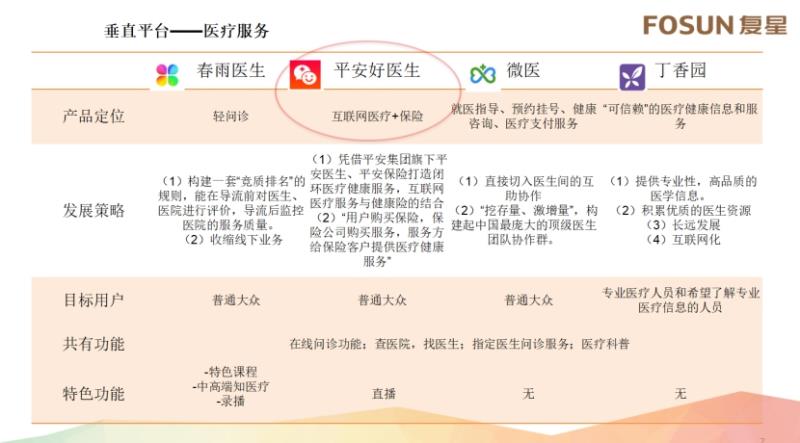 垂直平台——医疗服务
FOSUN复星
春雨医生
平安好医生
微医
丁香园
产品定位
轻问诊
互联网医疗+保险
就医指导、预约挂号、健康
咨询、医疗支付服务
“可信赖”的医疗健康信息和服
务
发展策略
（1）构建一套“竞质排名”的
规则，能在导流前对医生、
医院进行评价，导流后监控
医院的服务质量。
（2）收缩线下业务
（1）凭借平安集团旗下平
安医生、平安保险打造闭
环医疗健康服务，互联网
医疗服务与健康险的结合
（2）“用户购买保险，保
险公司购买服务，服务方
给保险客户提供医疗健康
服务”
（1）直接切入医生间的互
助协作
（2）“挖存量、激增量”，构
建起中国最庞大的顶级医生
团队协作群。
（1）提供专业性，高品质的
医学信息。
（2）积累优质的医生资源
（3）长远发展
（4）互联网化
目标用户
普通大众
普通大众
普通大众
专业医疗人员和希望了解专业
医疗信息的人员
共有功能
在线问诊功能；查医院，找医生；指定医生问诊服务；医疗科普
特色功能
-特色课程
-中高端知医疗
-录播
直播
无
无